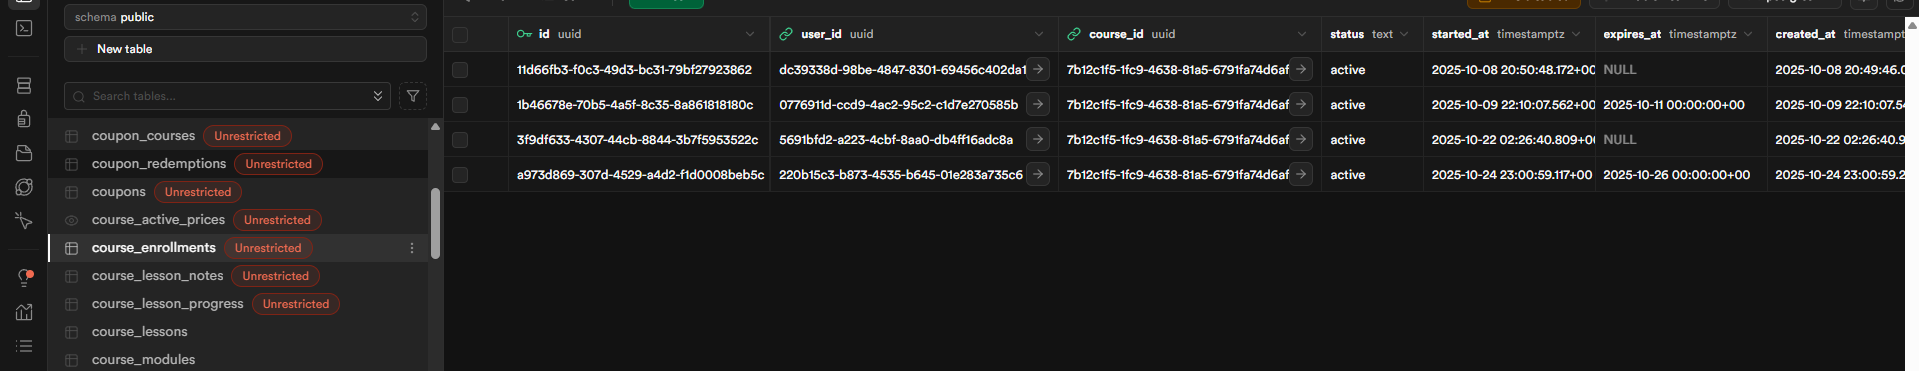 schema public
New table
Search tables...
coupon_courses Unrestricted
coupon_redemptions Unrestricted
coupons Unrestricted
course_active_prices Unrestricted
course_enrollments Unrestricted
course_lesson_notes Unrestricted
course_lesson_progress Unrestricted
course_lessons
course_modules
id uuid user_id uuid course_id uuid status text started_at timestamptz expires_at timestamptz created_at timestampt
11d66fb3-f0c3-49d3-bc31-79bf27923862 dc39338d-98be-4847-8301-69456c402da1 7b12c1f5-1fc9-4638-81a5-6791fa74d6af active 2025-10-08 20:50:48.172+00 NULL 2025-10-08 20:49:46.0
1b46678e-70b5-4a5f-8c35-8a861818180c 0776911d-ccd9-4ac2-95c2-c1d7e270585b 7b12c1f5-1fc9-4638-81a5-6791fa74d6af active 2025-10-09 22:10:07.562+00 2025-10-11 00:00:00+00 2025-10-09 22:10:07.54
3f9df633-4307-44cb-8844-3b7f5953522c 5691bfd2-a223-4cbf-8aa0-db4ff16adc8a 7b12c1f5-1fc9-4638-81a5-6791fa74d6af active 2025-10-22 02:26:40.809+0 NULL 2025-10-22 02:26:40.9
a973d869-307d-4529-a4d2-f1d0008beb5c 220b15c3-b873-4535-b645-01e283a735c6 7b12c1f5-1fc9-4638-81a5-6791fa74d6af active 2025-10-24 23:00:59.117+00 2025-10-26 00:00:00+00 2025-10-24 23:00:59.2